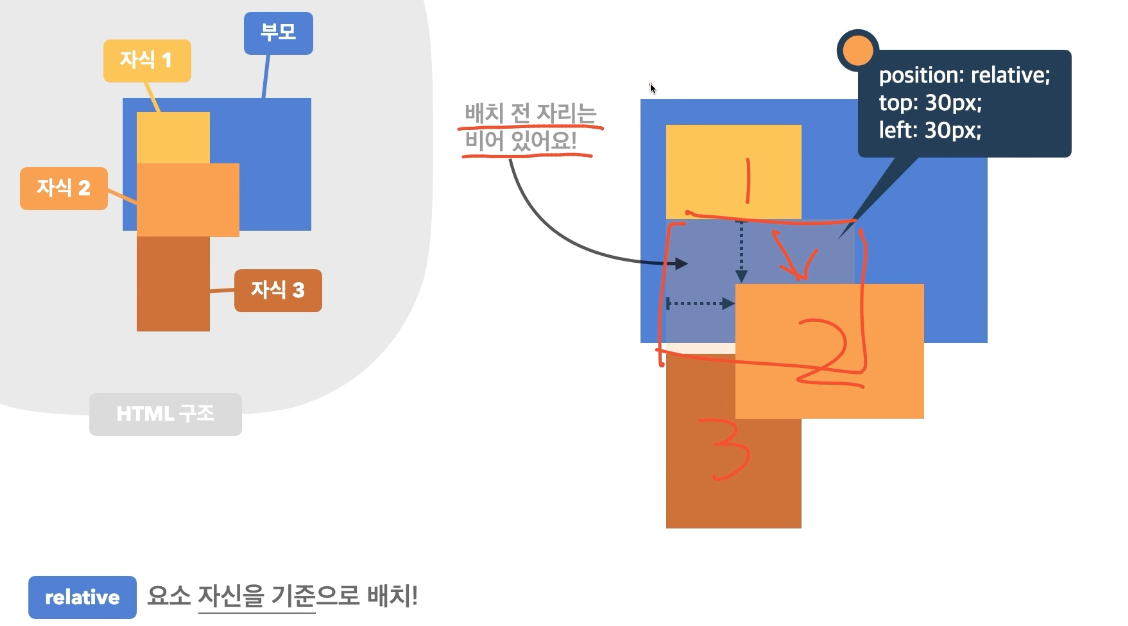 부모
자식 1
자식 2
자식 3
HTML 구조
배치 전 자리는
비어 있어요!
position: relative;
top: 30px;
left: 30px;
1
2
3
relative 요소 자신을 기준으로 배치!